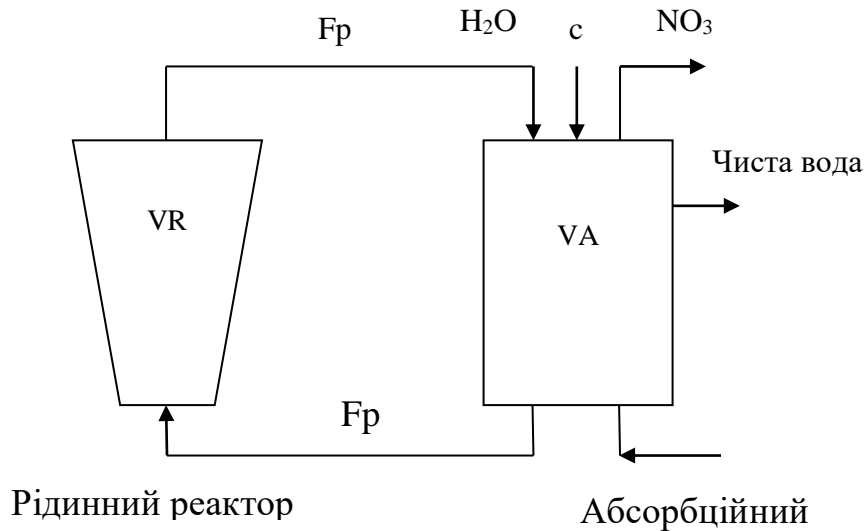 Fp
H₂O
c
NO₃
Чиста вода
VR
VA
Fp
Рідинний реактор
Абсорбційний